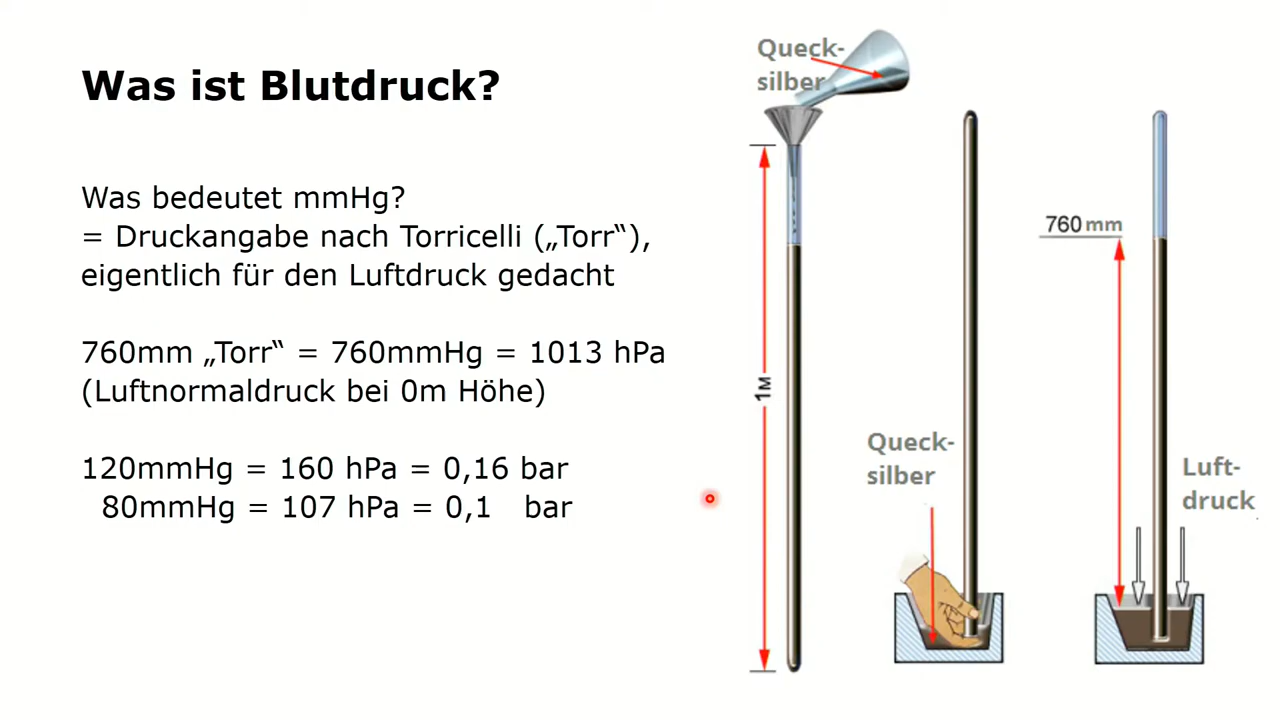 Was ist Blutdruck?
Was bedeutet mmHg?
= Druckangabe nach Torricelli („Torr“),
eigentlich für den Luftdruck gedacht
760mm „Torr“ = 760mmHg = 1013 hPa
(Luftnormaldruck bei 0m Höhe)
120mmHg = 160 hPa = 0,16 bar
80mmHg = 107 hPa = 0,1 bar
Queck-
silber
1м
Queck-
silber
760 mm
Luft-
druck